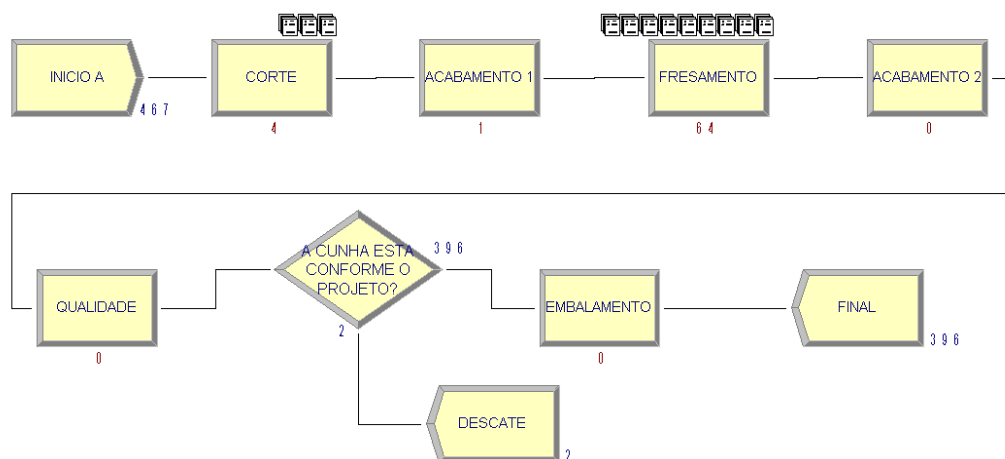 INICIO A
467
CORTE
4
ACABAMENTO 1
1
FRESAMENTO
64
ACABAMENTO 2
0
QUALIDADE
0
A CUNHA ESTA
CONFORME O
PROJETO?
396
2
EMBALAMENTO
0
FINAL
396
DESCATE
2